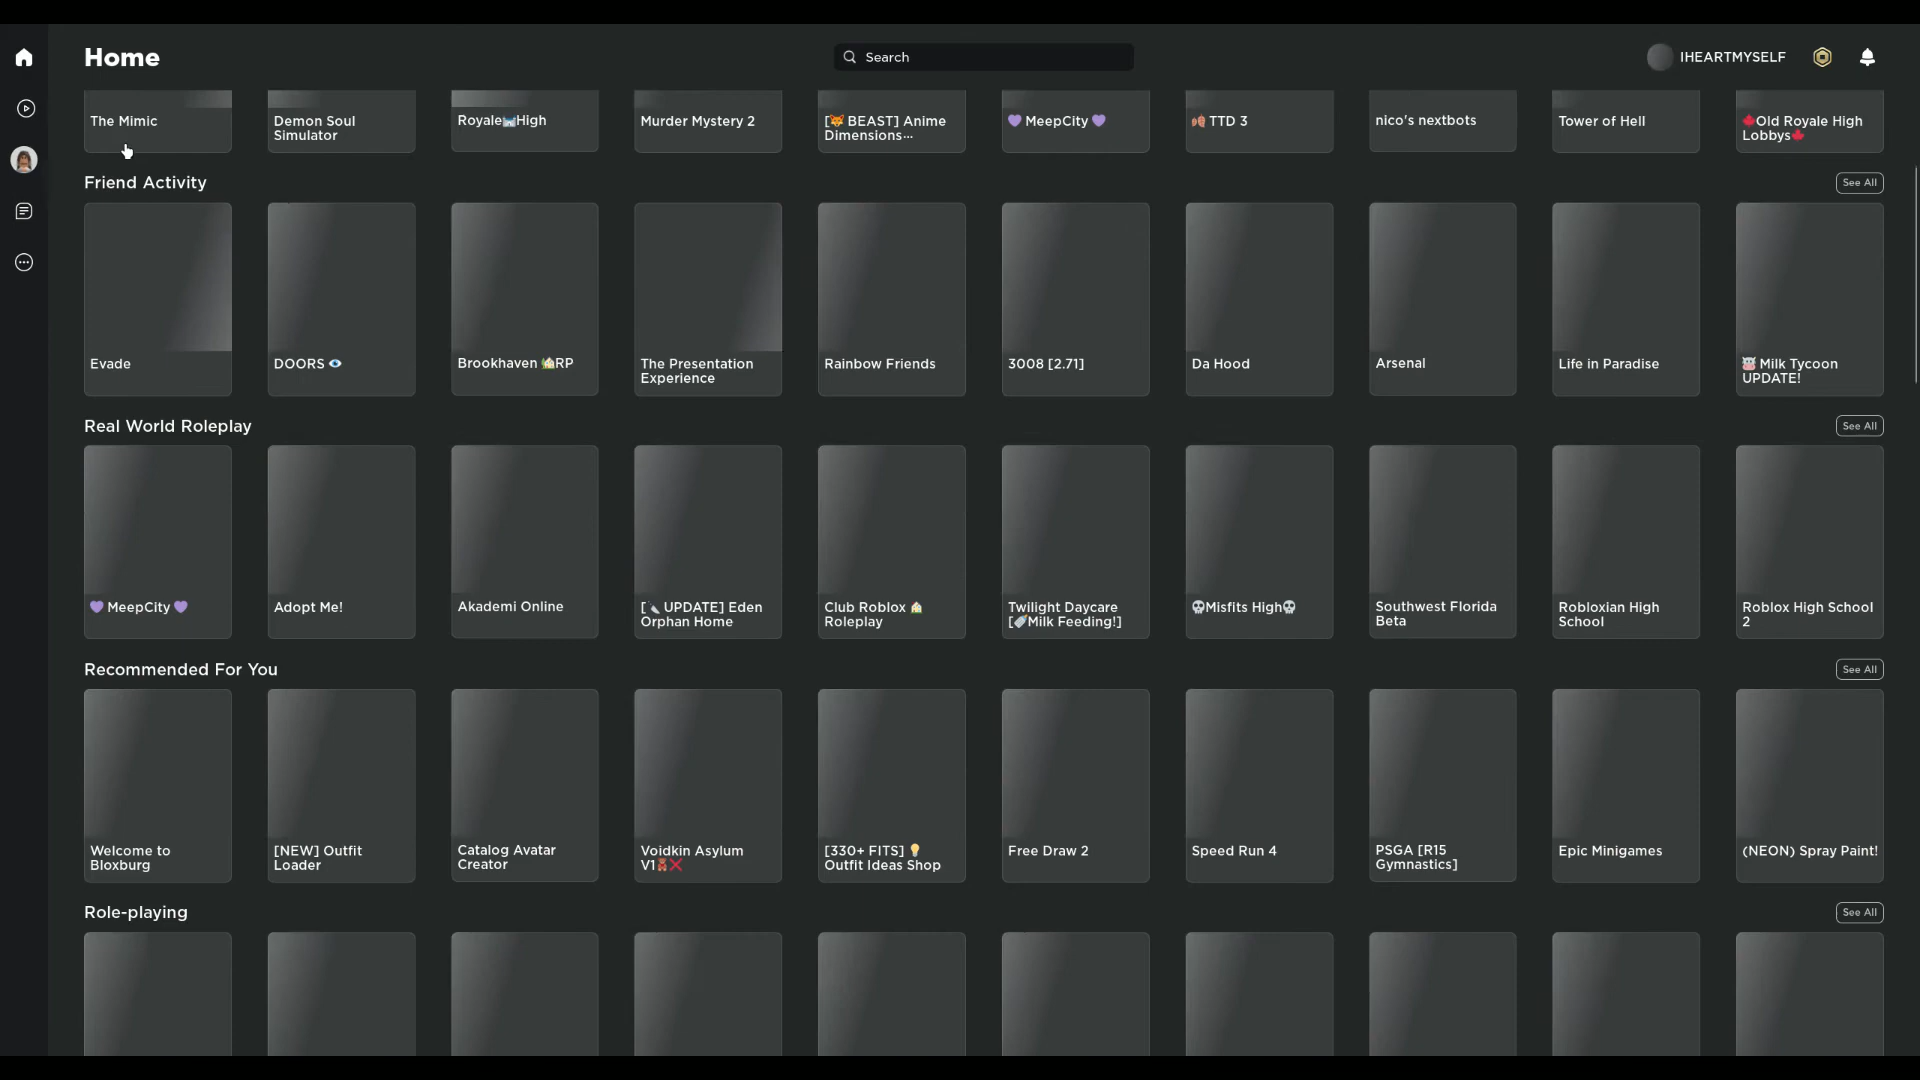 Home
Search
IHEARTMYSELF
The Mimic
Demon Soul
Simulator
Royale🏰High
Murder Mystery 2
[🦊 BEAST] Anime
Dimensions...
💜 MeepCity 💜
🍂 TTD 3
nico's nextbots
Tower of Hell
🍁Old Royale High
Lobbys🍁
Friend Activity
See All
Evade
DOORS 👁️
Brookhaven 🏡RP
The Presentation
Experience
Rainbow Friends
3008 [2.71]
Da Hood
Arsenal
Life in Paradise
🐮 Milk Tycoon
UPDATE!
Real World Roleplay
See All
💜 MeepCity 💜
Adopt Me!
Akademi Online
[🔪 UPDATE] Eden
Orphan Home
Club Roblox 🏠
Roleplay
Twilight Daycare
[🍼Milk Feeding!]
💀Misfits High💀
Southwest Florida
Beta
Robloxian High
School
Roblox High School
2
Recommended For You
See All
Welcome to
Bloxburg
[NEW] Outfit
Loader
Catalog Avatar
Creator
Voidkin Asylum
V1🧸❌
[330+ FITS] 💡
Outfit Ideas Shop
Free Draw 2
Speed Run 4
PSGA [R15
Gymnastics]
Epic Minigames
(NEON) Spray Paint!
Role-playing
See All